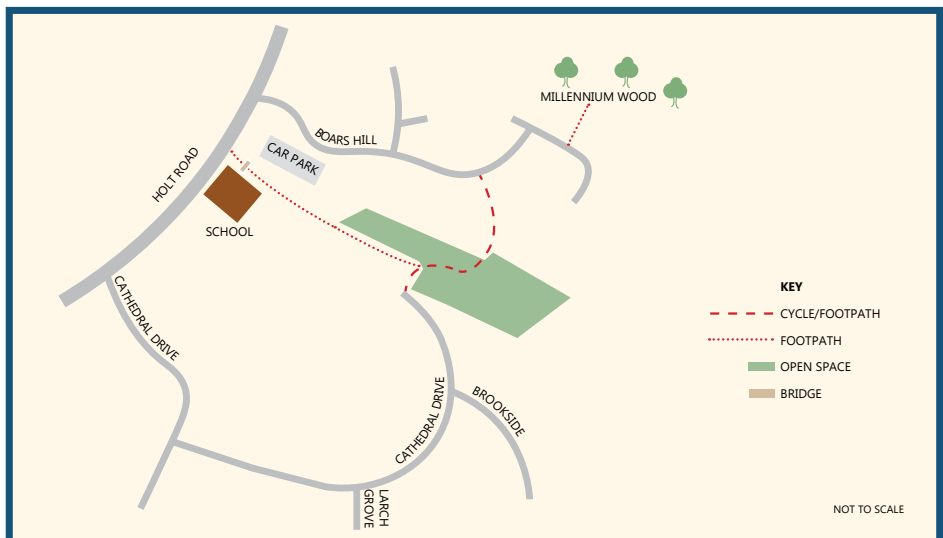 MILLENNIUM WOOD
BOARS HILL
CAR PARK
HOLT ROAD
SCHOOL
CATHEDRAL DRIVE
CATHEDRAL DRIVE
BROOKSIDE
LARCH
GROVE
KEY
CYCLE/FOOTPATH
FOOTPATH
OPEN SPACE
BRIDGE
NOT TO SCALE